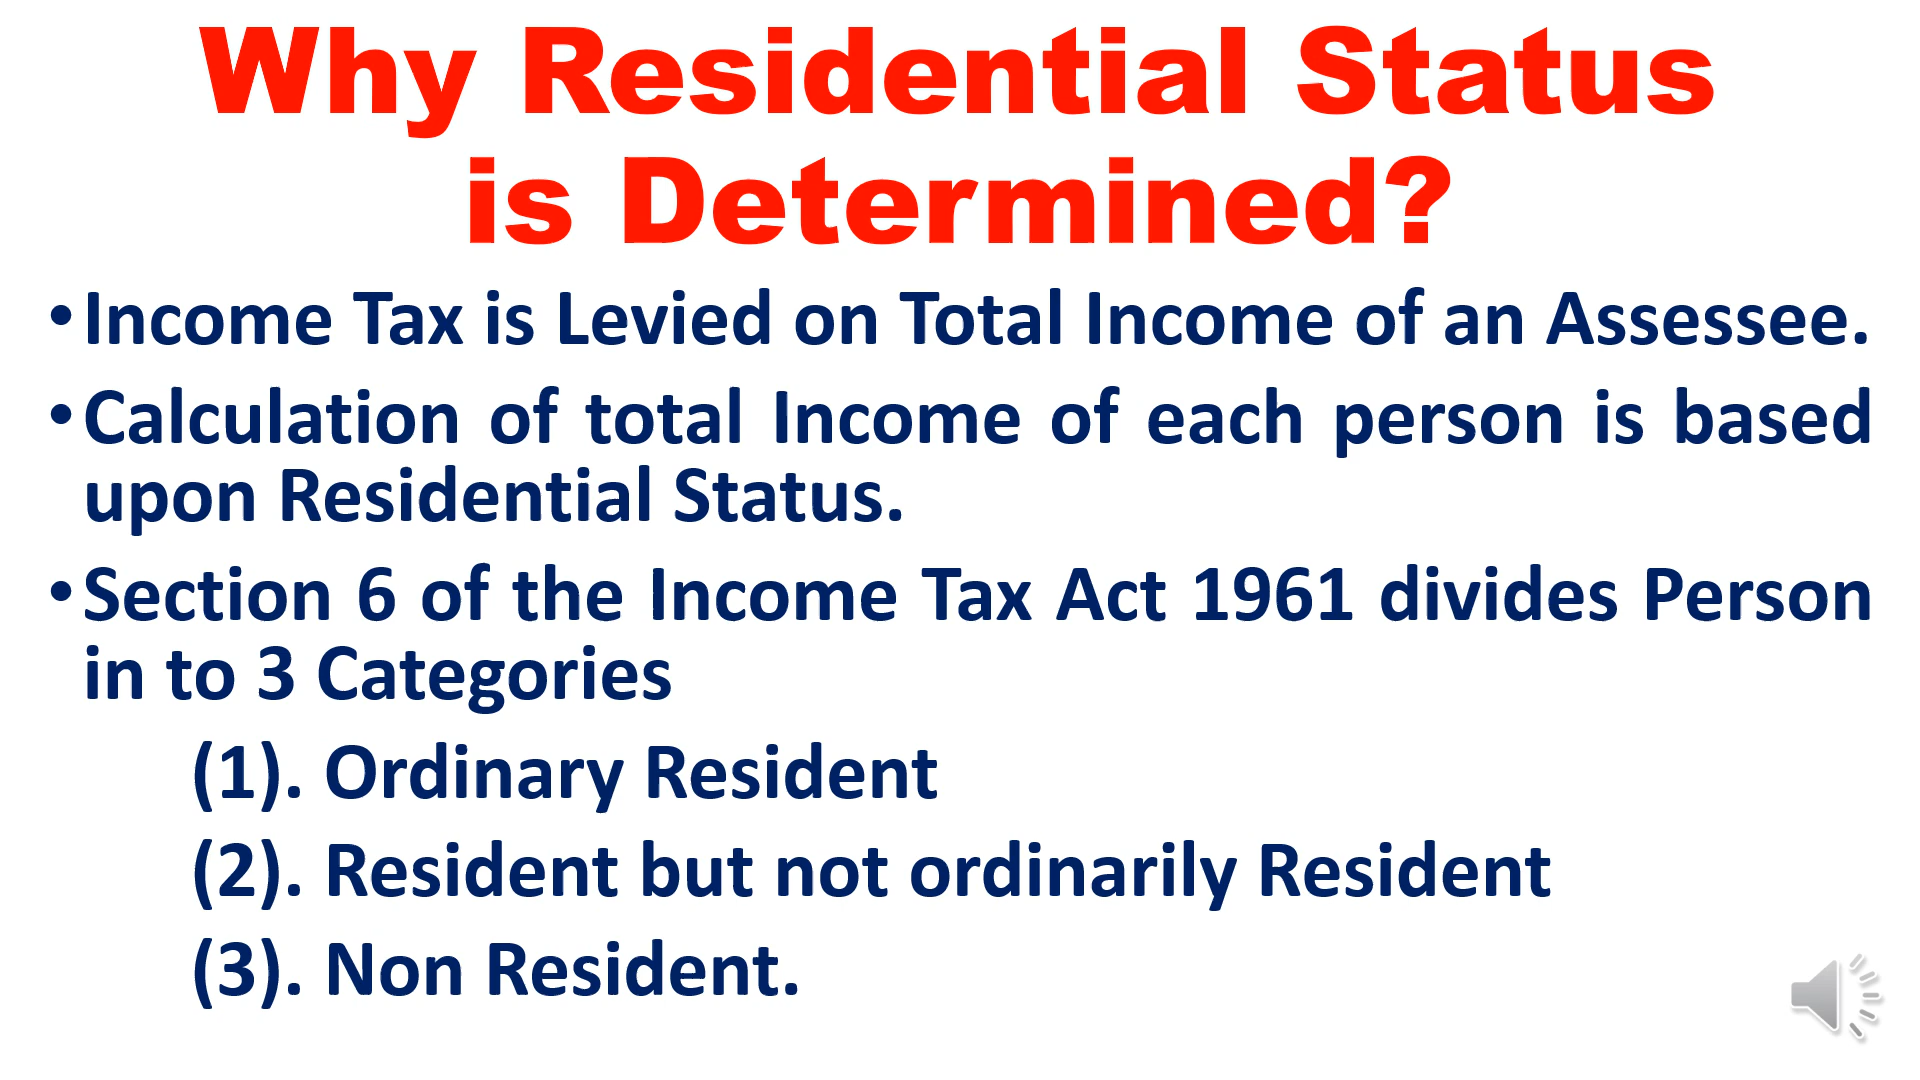 Why Residential Status
is Determined?
•Income Tax is Levied on Total Income of an Assessee.
•Calculation of total Income of each person is based
upon Residential Status.
•Section 6 of the Income Tax Act 1961 divides Person
in to 3 Categories
(1). Ordinary Resident
(2). Resident but not ordinarily Resident
(3). Non Resident.